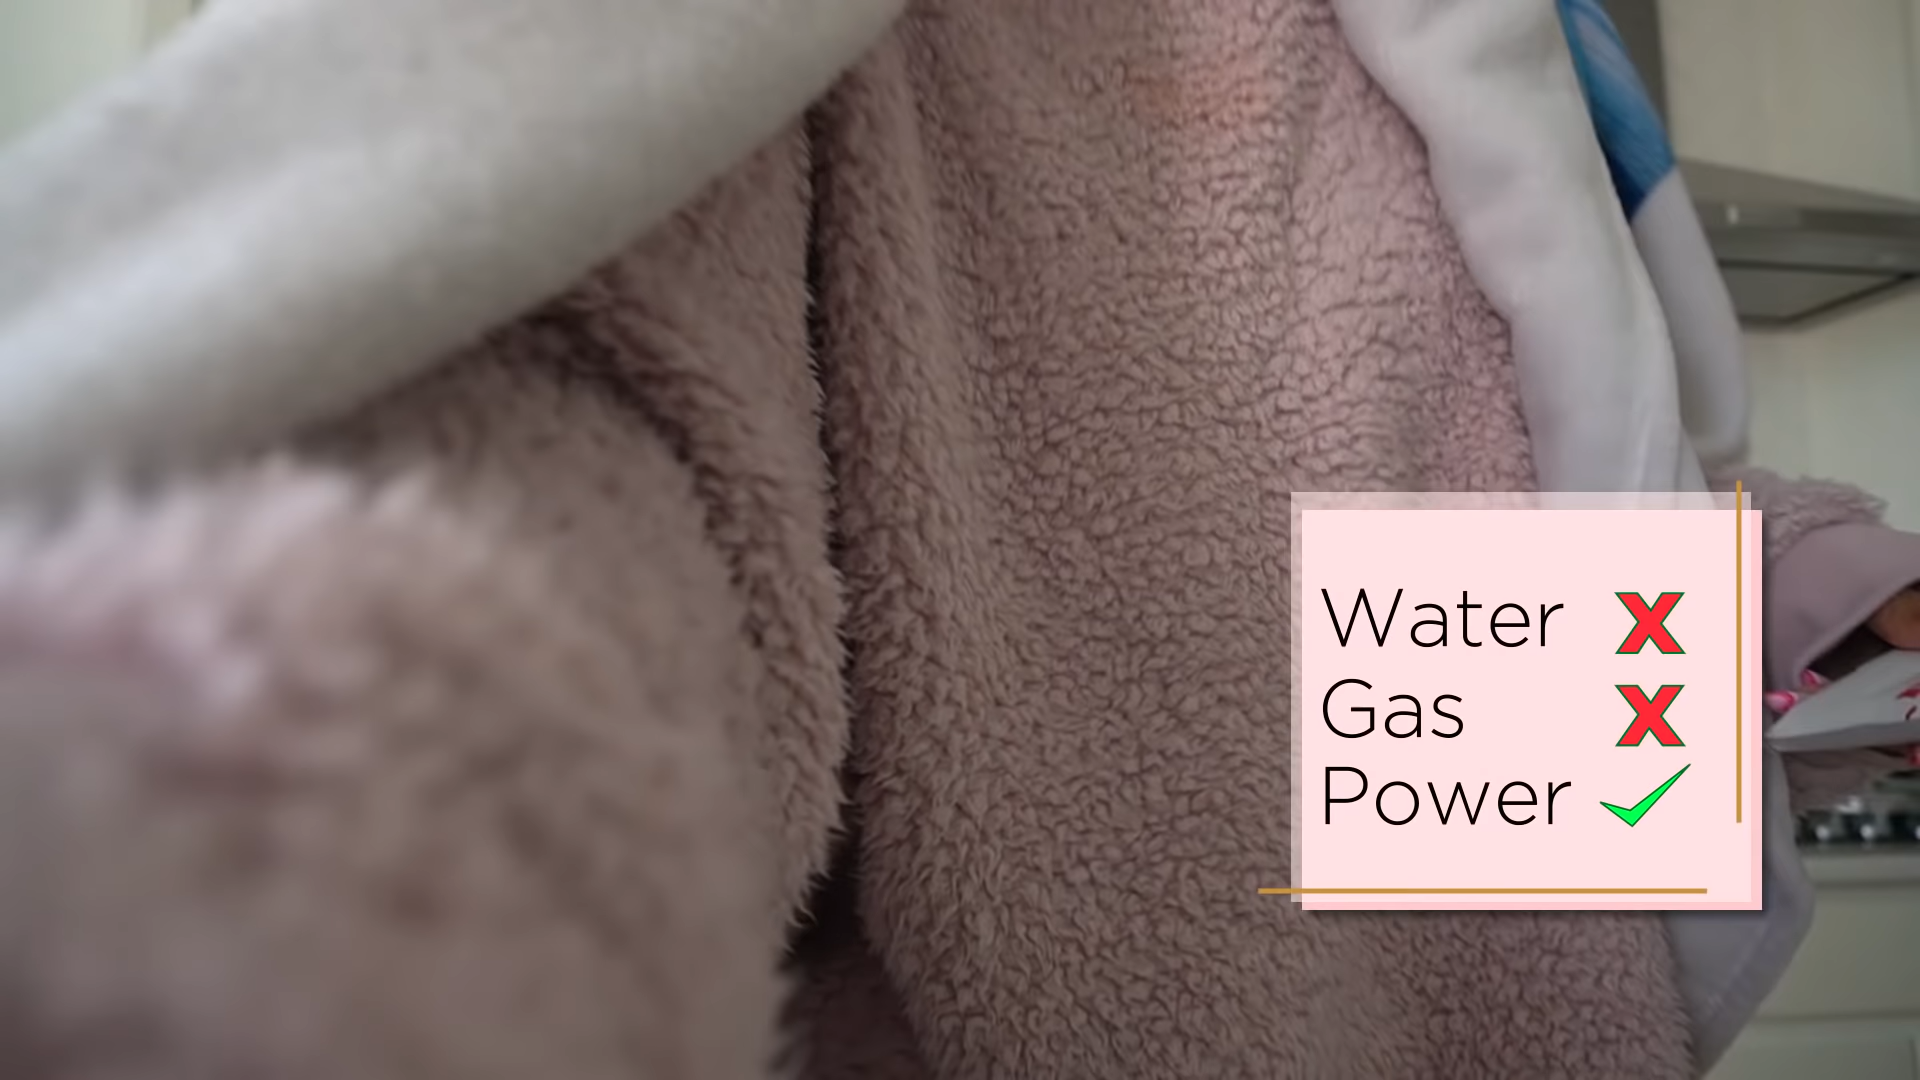 Water ✗
Gas ✗
Power ✓